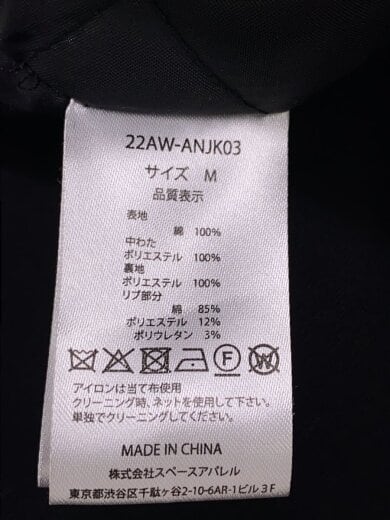 22AW-ANJK03
サイズ M
品質表示
表地
綿 100%
中わた
ポリエステル 100%
裏地
ポリエステル 100%
リブ部分
綿 85%
ポリエステル 12%
ポリウレタン 3%
F W
アイロンは当て布使用
クリーニング時、ネットを使用して下さい。
単独でクリーニングしてください。
MADE IN CHINA
株式会社スペースアパレル
東京都渋谷区千駄ヶ谷2-10-6AR-1ビル3F